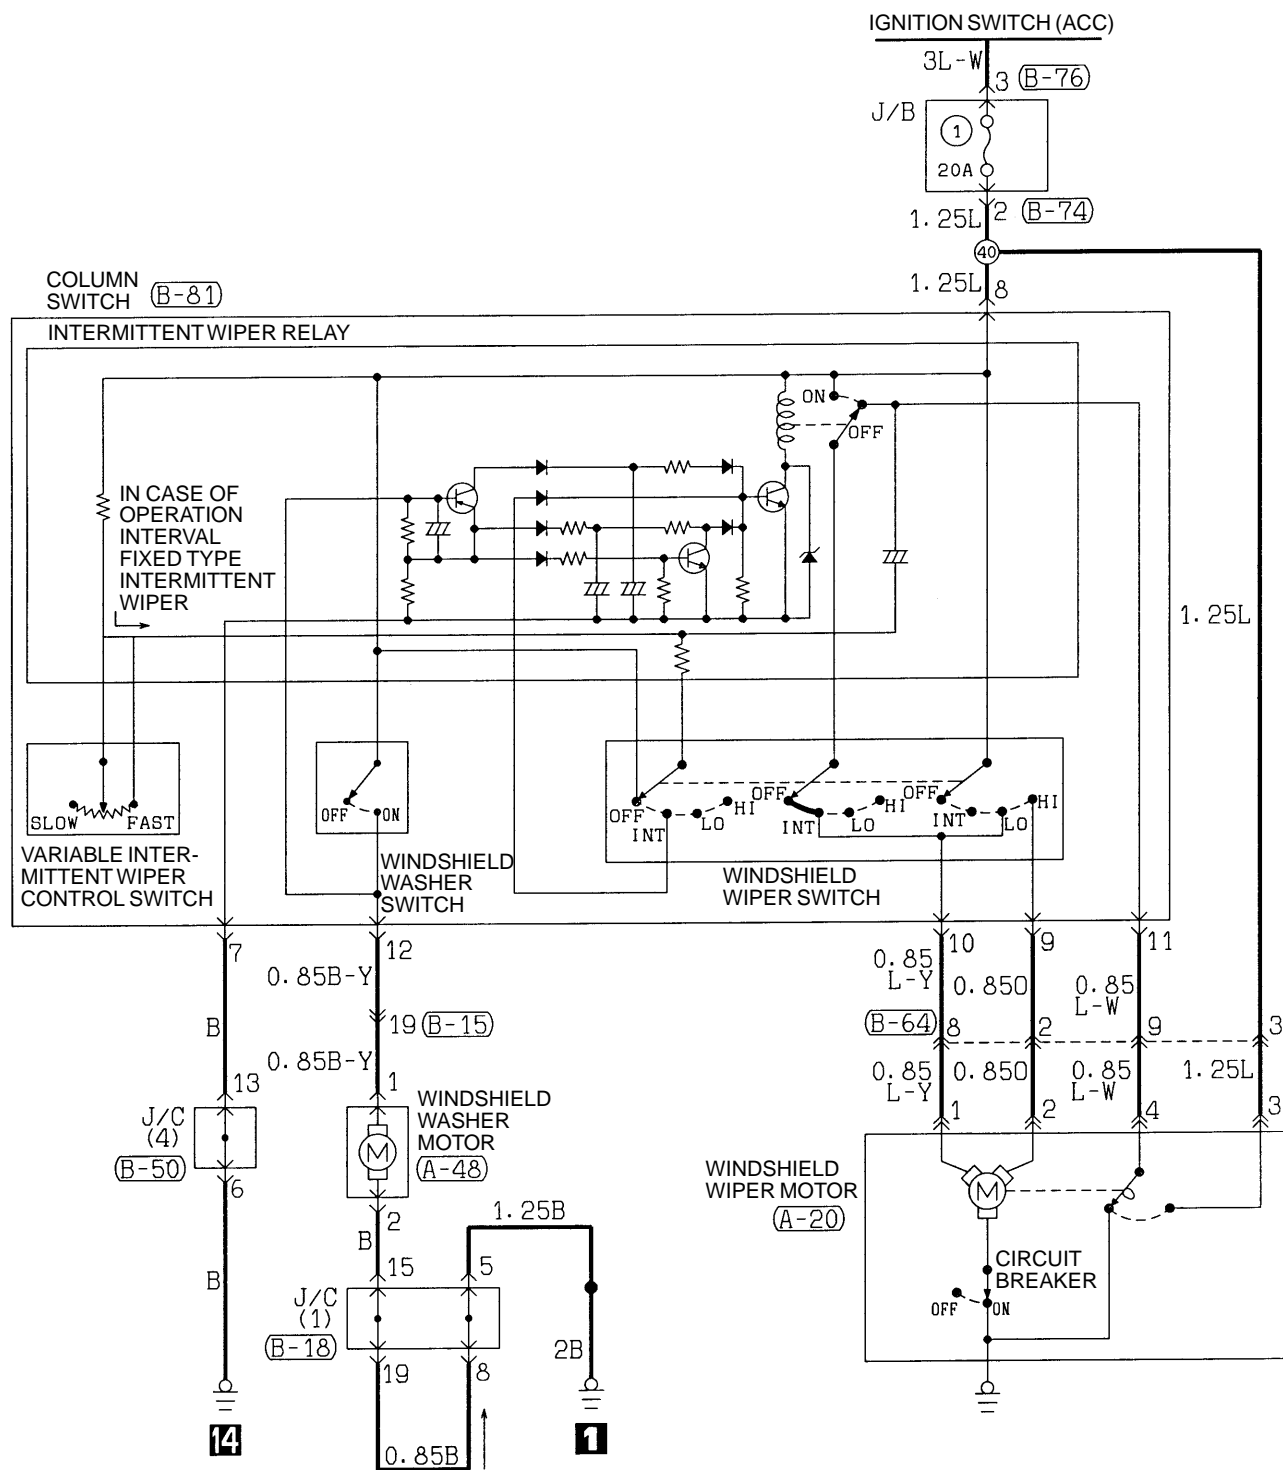 IGNITION SWITCH (ACC)
3L-W
3
B-76
J/B
1
20A
2
B-74
1.25L
40
1.25L
8
COLUMN
SWITCH
B-81
INTERMITTENT WIPER RELAY
ON
OFF
IN CASE OF
OPERATION
INTERVAL
FIXED TYPE
INTERMITTENT
WIPER
1.25L
SLOW
FAST
VARIABLE INTER-
MITTENT WIPER
CONTROL SWITCH
OFF
ON
WINDSHIELD
WASHER
SWITCH
OFF
INT
LO
HI
OFF
INT
LO
HI
OFF
INT
LO
HI
WINDSHIELD
WIPER SWITCH
7
12
10
9
11
0.85B-Y
0.85
L-Y
0.85O
0.85
L-W
B
19
B-15
B-64
8
2
9
3
0.85B-Y
0.85
L-Y
0.85O
0.85
L-W
1.25L
13
1
1
2
4
3
J/C
(4)
B-50
6
WINDSHIELD
WASHER
MOTOR
A-48
M
2
B
WINDSHIELD
WIPER MOTOR
A-20
M
CIRCUIT
BREAKER
OFF
ON
1.25B
15
5
J/C
(1)
B-18
19
8
B
2B
14
0.85B
1